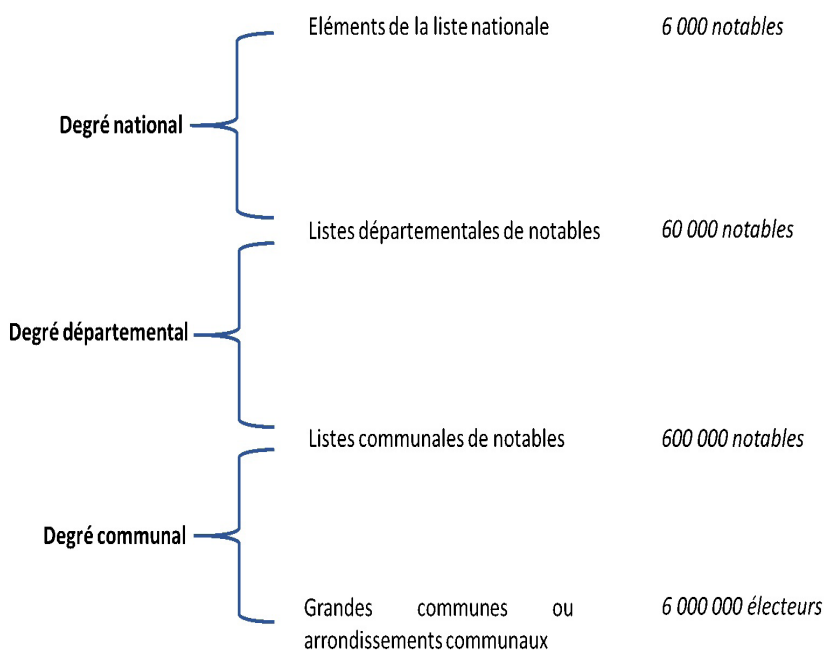 Eléments de la liste nationale 6 000 notables
Degré national
Listes départementales de notables 60 000 notables
Degré départemental
Listes communales de notables 600 000 notables
Degré communal
Grandes communes ou 6 000 000 électeurs
arrondissements communaux